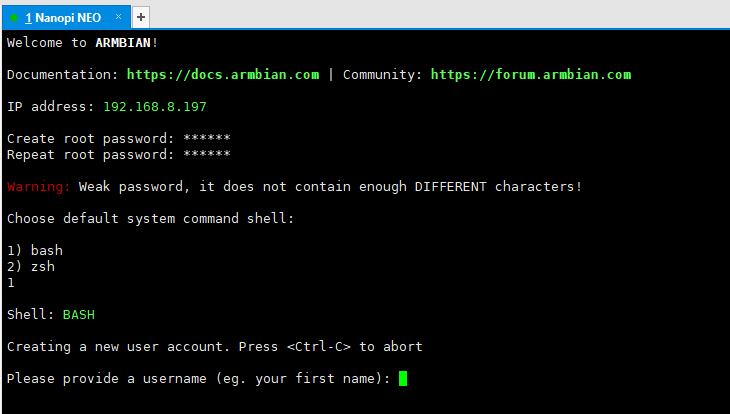 1 Nanopi NEO × +
Welcome to ARMBIAN!
Documentation: https://docs.armbian.com | Community: https://forum.armbian.com
IP address: 192.168.8.197
Create root password: ******
Repeat root password: ******
Warning: Weak password, it does not contain enough DIFFERENT characters!
Choose default system command shell:
1) bash
2) zsh
1
Shell: BASH
Creating a new user account. Press <Ctrl-C> to abort
Please provide a username (eg. your first name):